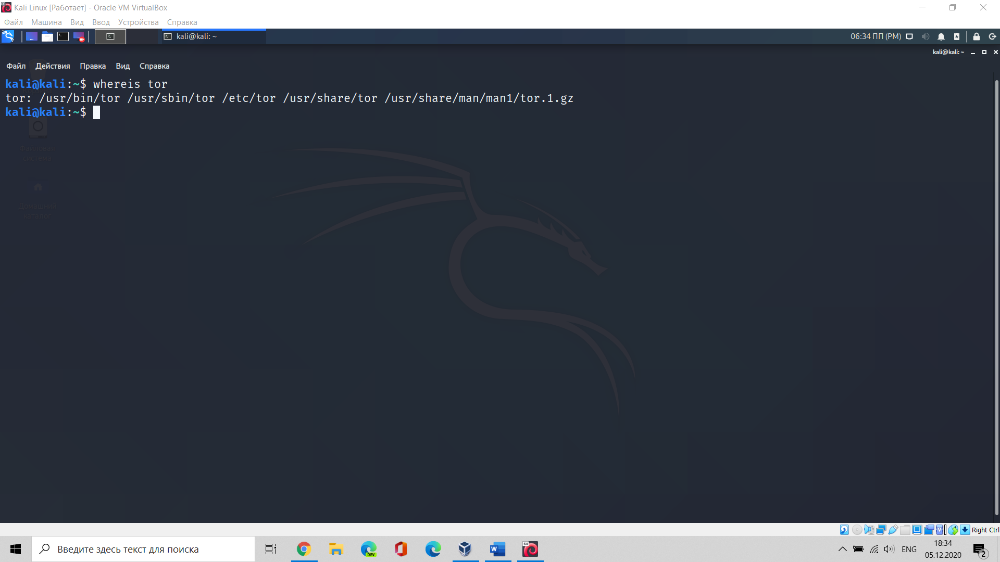 Kali Linux [Работает] - Oracle VM VirtualBox
Файл Машина Вид Ввод Устройства Справка
kali@kali: ~
06:34 ПП (PM)
kali@kali: ~
Файл Действия Правка Вид Справка
kali@kali:~$ whereis tor
tor: /usr/bin/tor /usr/sbin/tor /etc/tor /usr/share/tor /usr/share/man/man1/tor.1.gz
kali@kali:~$
Файловая
система
Домашний
каталог
Right Ctrl
Введите здесь текст для поиска
DEV
W
64
ENG
18:34
05.12.2020
2